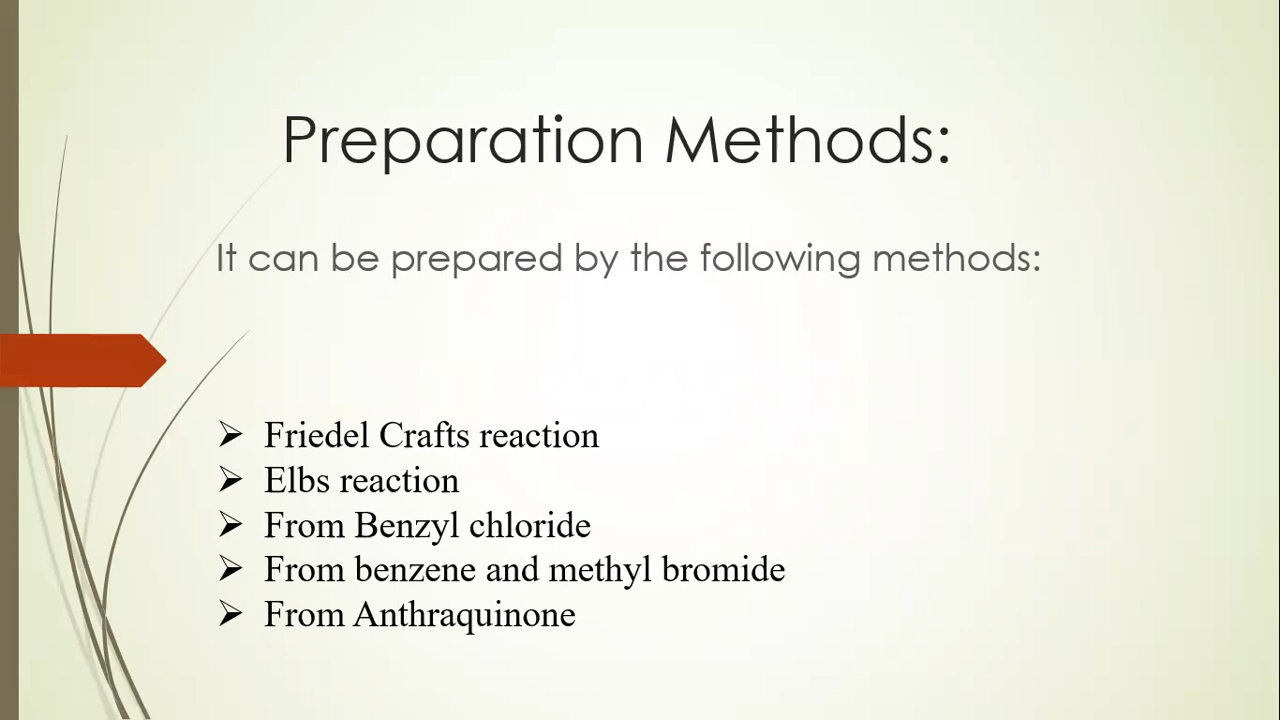 Preparation Methods:
It can be prepared by the following methods:
➢ Friedel Crafts reaction
➢ Elbs reaction
➢ From Benzyl chloride
➢ From benzene and methyl bromide
➢ From Anthraquinone